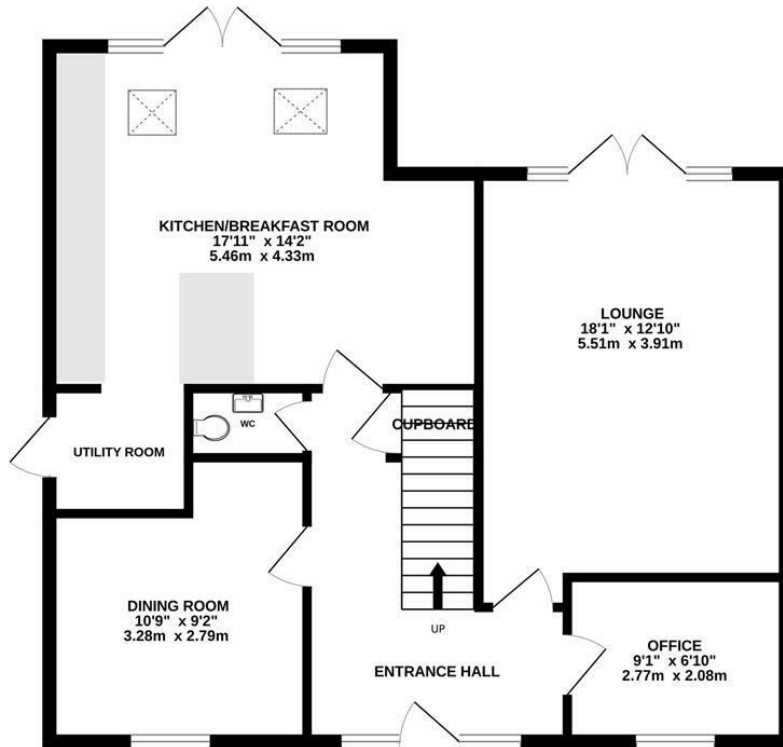 KITCHEN/BREAKFAST ROOM
17'11" x 14'2"
5.46m x 4.33m
LOUNGE
18'1" x 12'10"
5.51m x 3.91m
WC
CUPBOARD
UTILITY ROOM
DINING ROOM
10'9" x 9'2"
3.28m x 2.79m
UP
ENTRANCE HALL
OFFICE
9'1" x 6'10"
2.77m x 2.08m